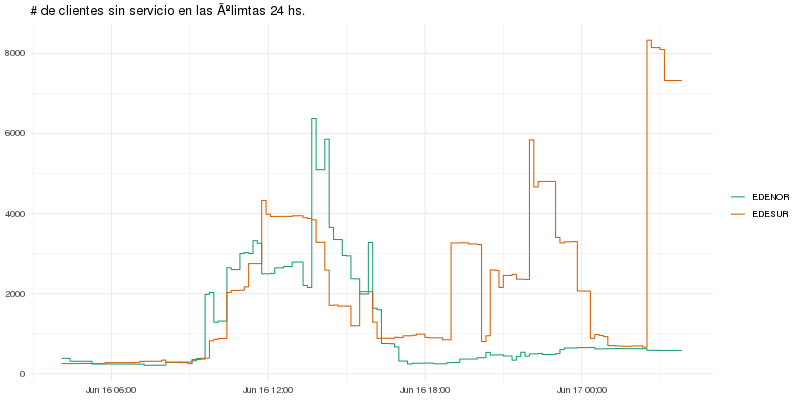 # de clientes sin servicio en las Ãºlimtas 24 hs.
8000
6000
4000
2000
0
Jun 16 06:00 Jun 16 12:00 Jun 16 18:00 Jun 17 00:00
EDENOR
EDESUR